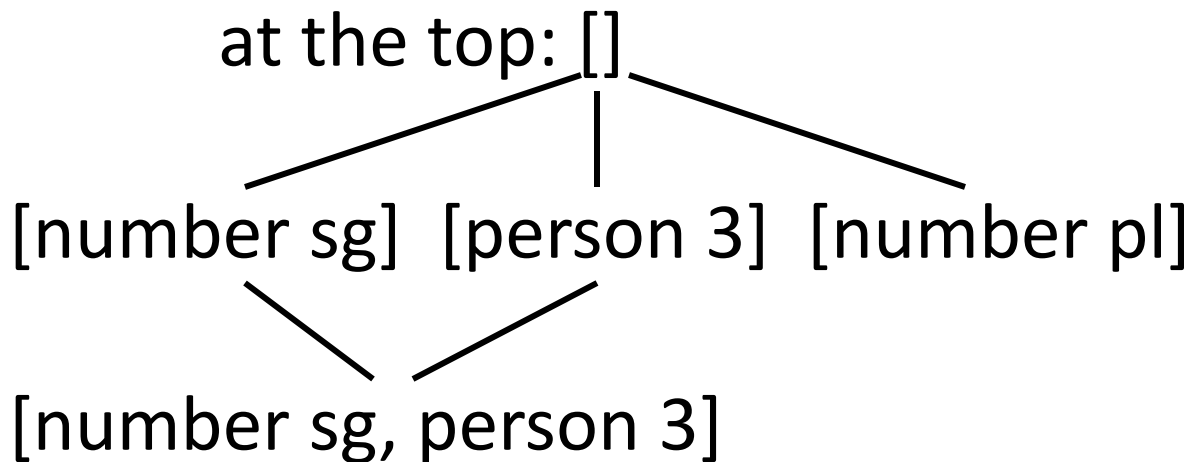 at the top: []
[number sg] [person 3] [number pl]
[number sg, person 3]